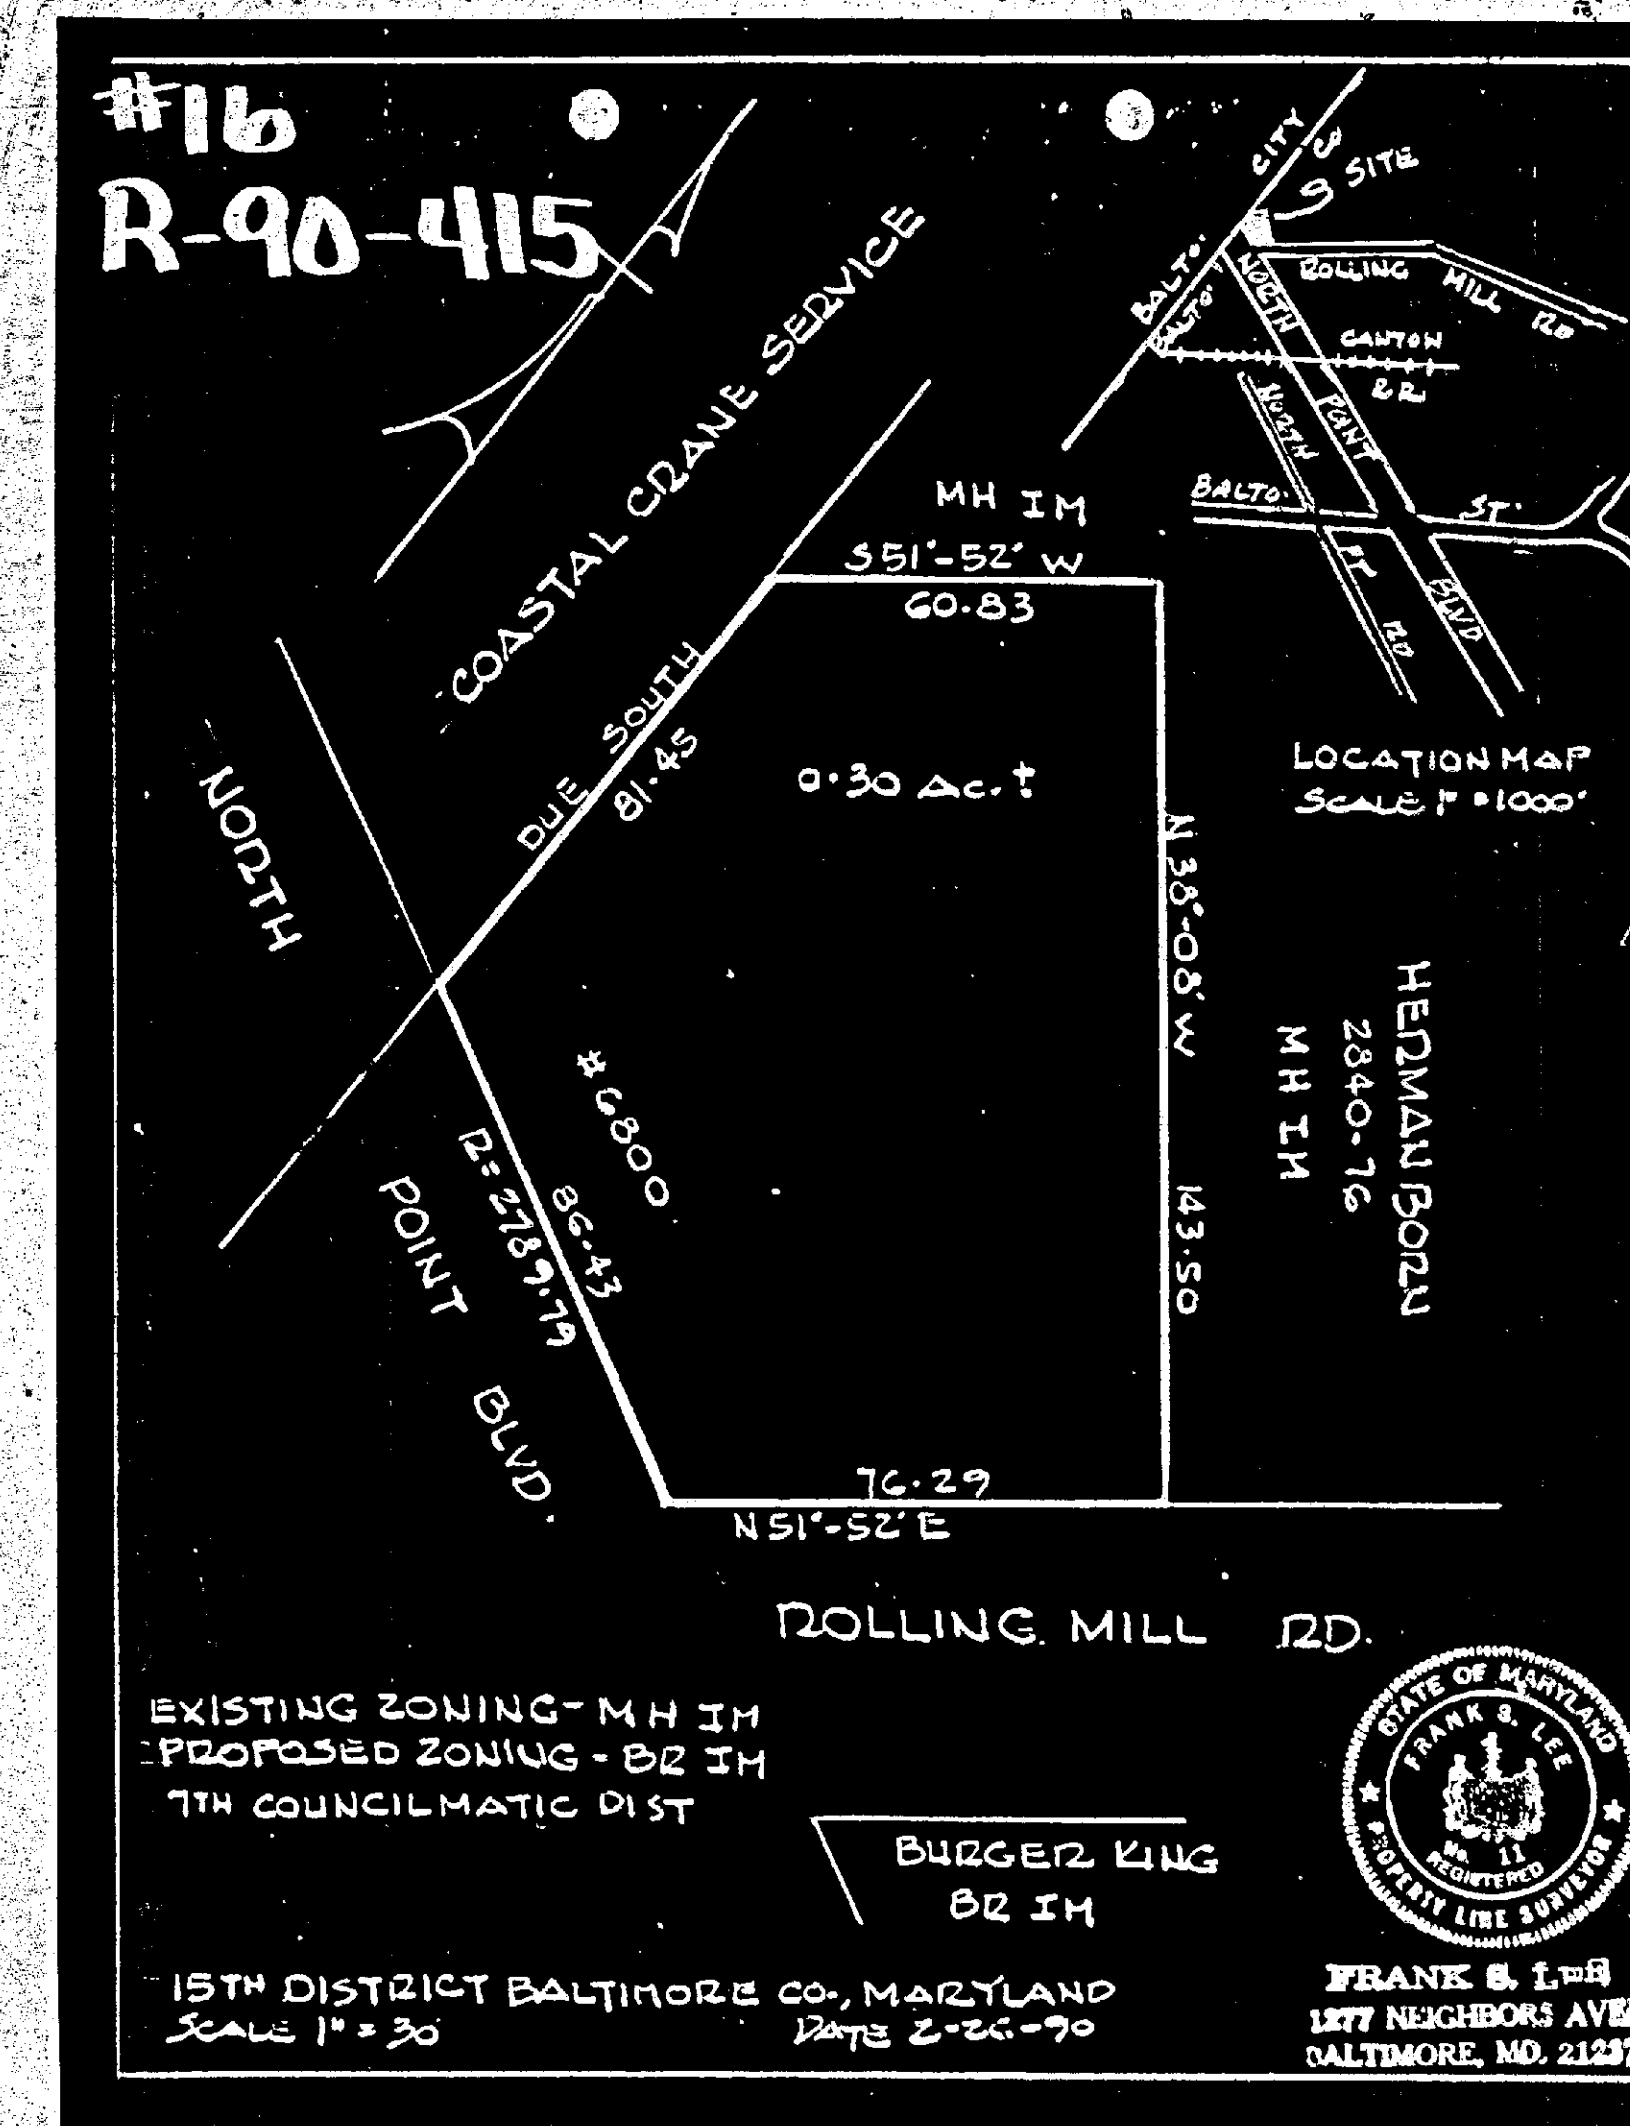 #16
R-90-415
COASTAL CRANE SERVICE
BALTO. CITY
BALTO. CO
SITE
ROLLING MILL RD
NORTH POINT BLVD
CANTON
R.R.
NORTH PT RD
BALTO. ST.
LOCATION MAP
SCALE 1" = 1000'
MH IM
S 51°-52' W
60.83
DUE SOUTH
81.45
0.30 Ac. ±
N 38°-08' W 143.50
HERMAN BORN
2840-76
MH IM
#6800
86.43
R= 2789.79
NORTH POINT BLVD.
76.29
N 51°-52' E
ROLLING MILL RD.
EXISTING ZONING - MH IM
PROPOSED ZONING - BR IM
7TH COUNCILMATIC DIST
BURGER KING
BR IM
15TH DISTRICT BALTIMORE CO., MARYLAND
SCALE 1" = 30'
DATE 2-26-90
STATE OF MARYLAND
FRANK S. LEE
No. 11
REGISTERED
PROPERTY LINE SURVEYOR
FRANK S. LEE
1277 NEIGHBORS AVE
BALTIMORE, MD. 21237